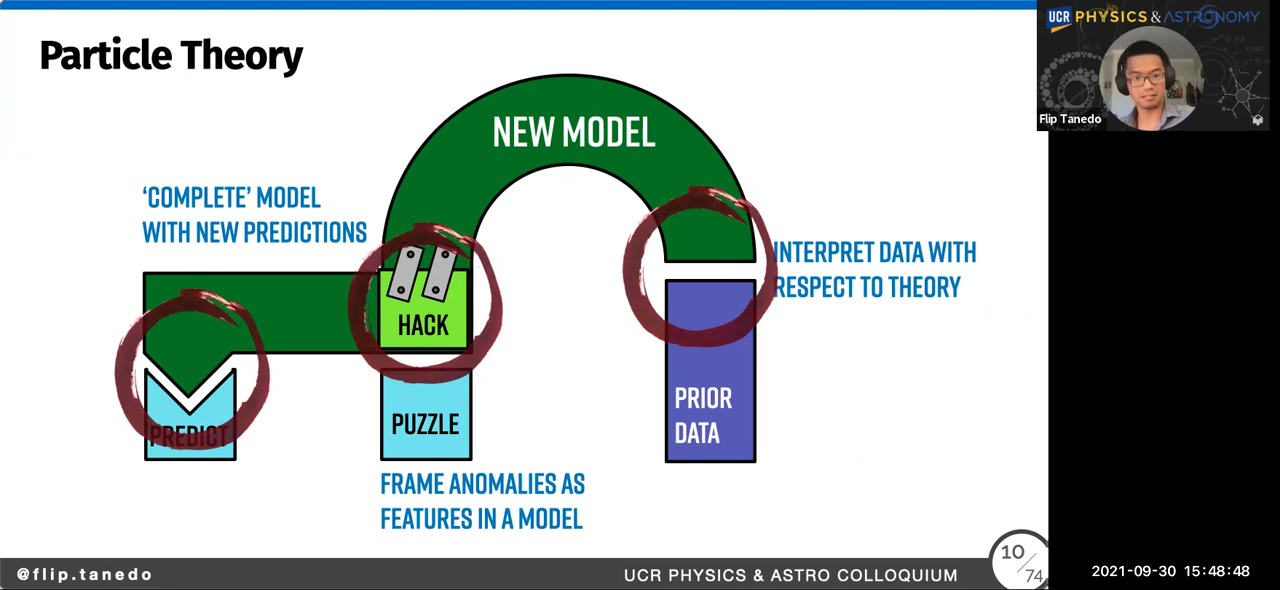 Particle Theory
NEW MODEL
‘COMPLETE’ MODEL
WITH NEW PREDICTIONS
HACK
INTERPRET DATA WITH
RESPECT TO THEORY
PREDICT
PUZZLE
PRIOR
DATA
FRAME ANOMALIES AS
FEATURES IN A MODEL
@flip.tanedo
UCR PHYSICS & ASTRO COLLOQUIUM
10
74
UCR PHYSICS & ASTRONOMY
Flip Tanedo
2021-09-30 15:48:48